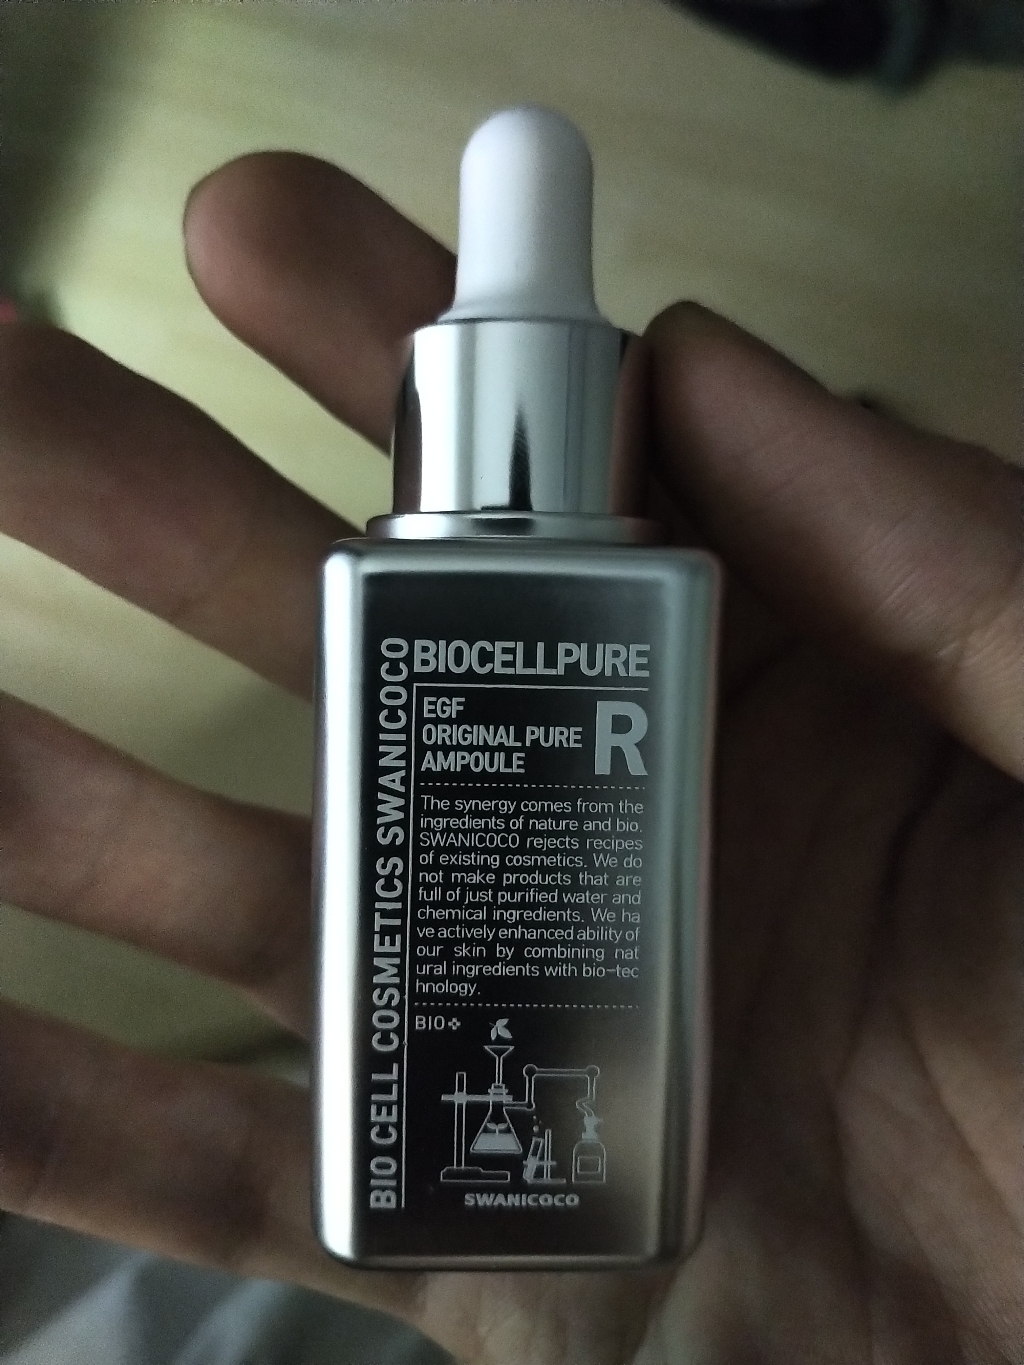 BIO CELL COSMETICS SWANICOCO
BIOCELLPURE
EGF
ORIGINAL PURE
AMPOULE
R
The synergy comes from the
ingredients of nature and bio.
SWANICOCO rejects recipes
of existing cosmetics. We do
not make products that are
full of just purified water and
chemical ingredients. We ha
ve actively enhanced ability of
our skin by combining nat
ural ingredients with bio-tec
hnology.
BIO+
SWANICOCO